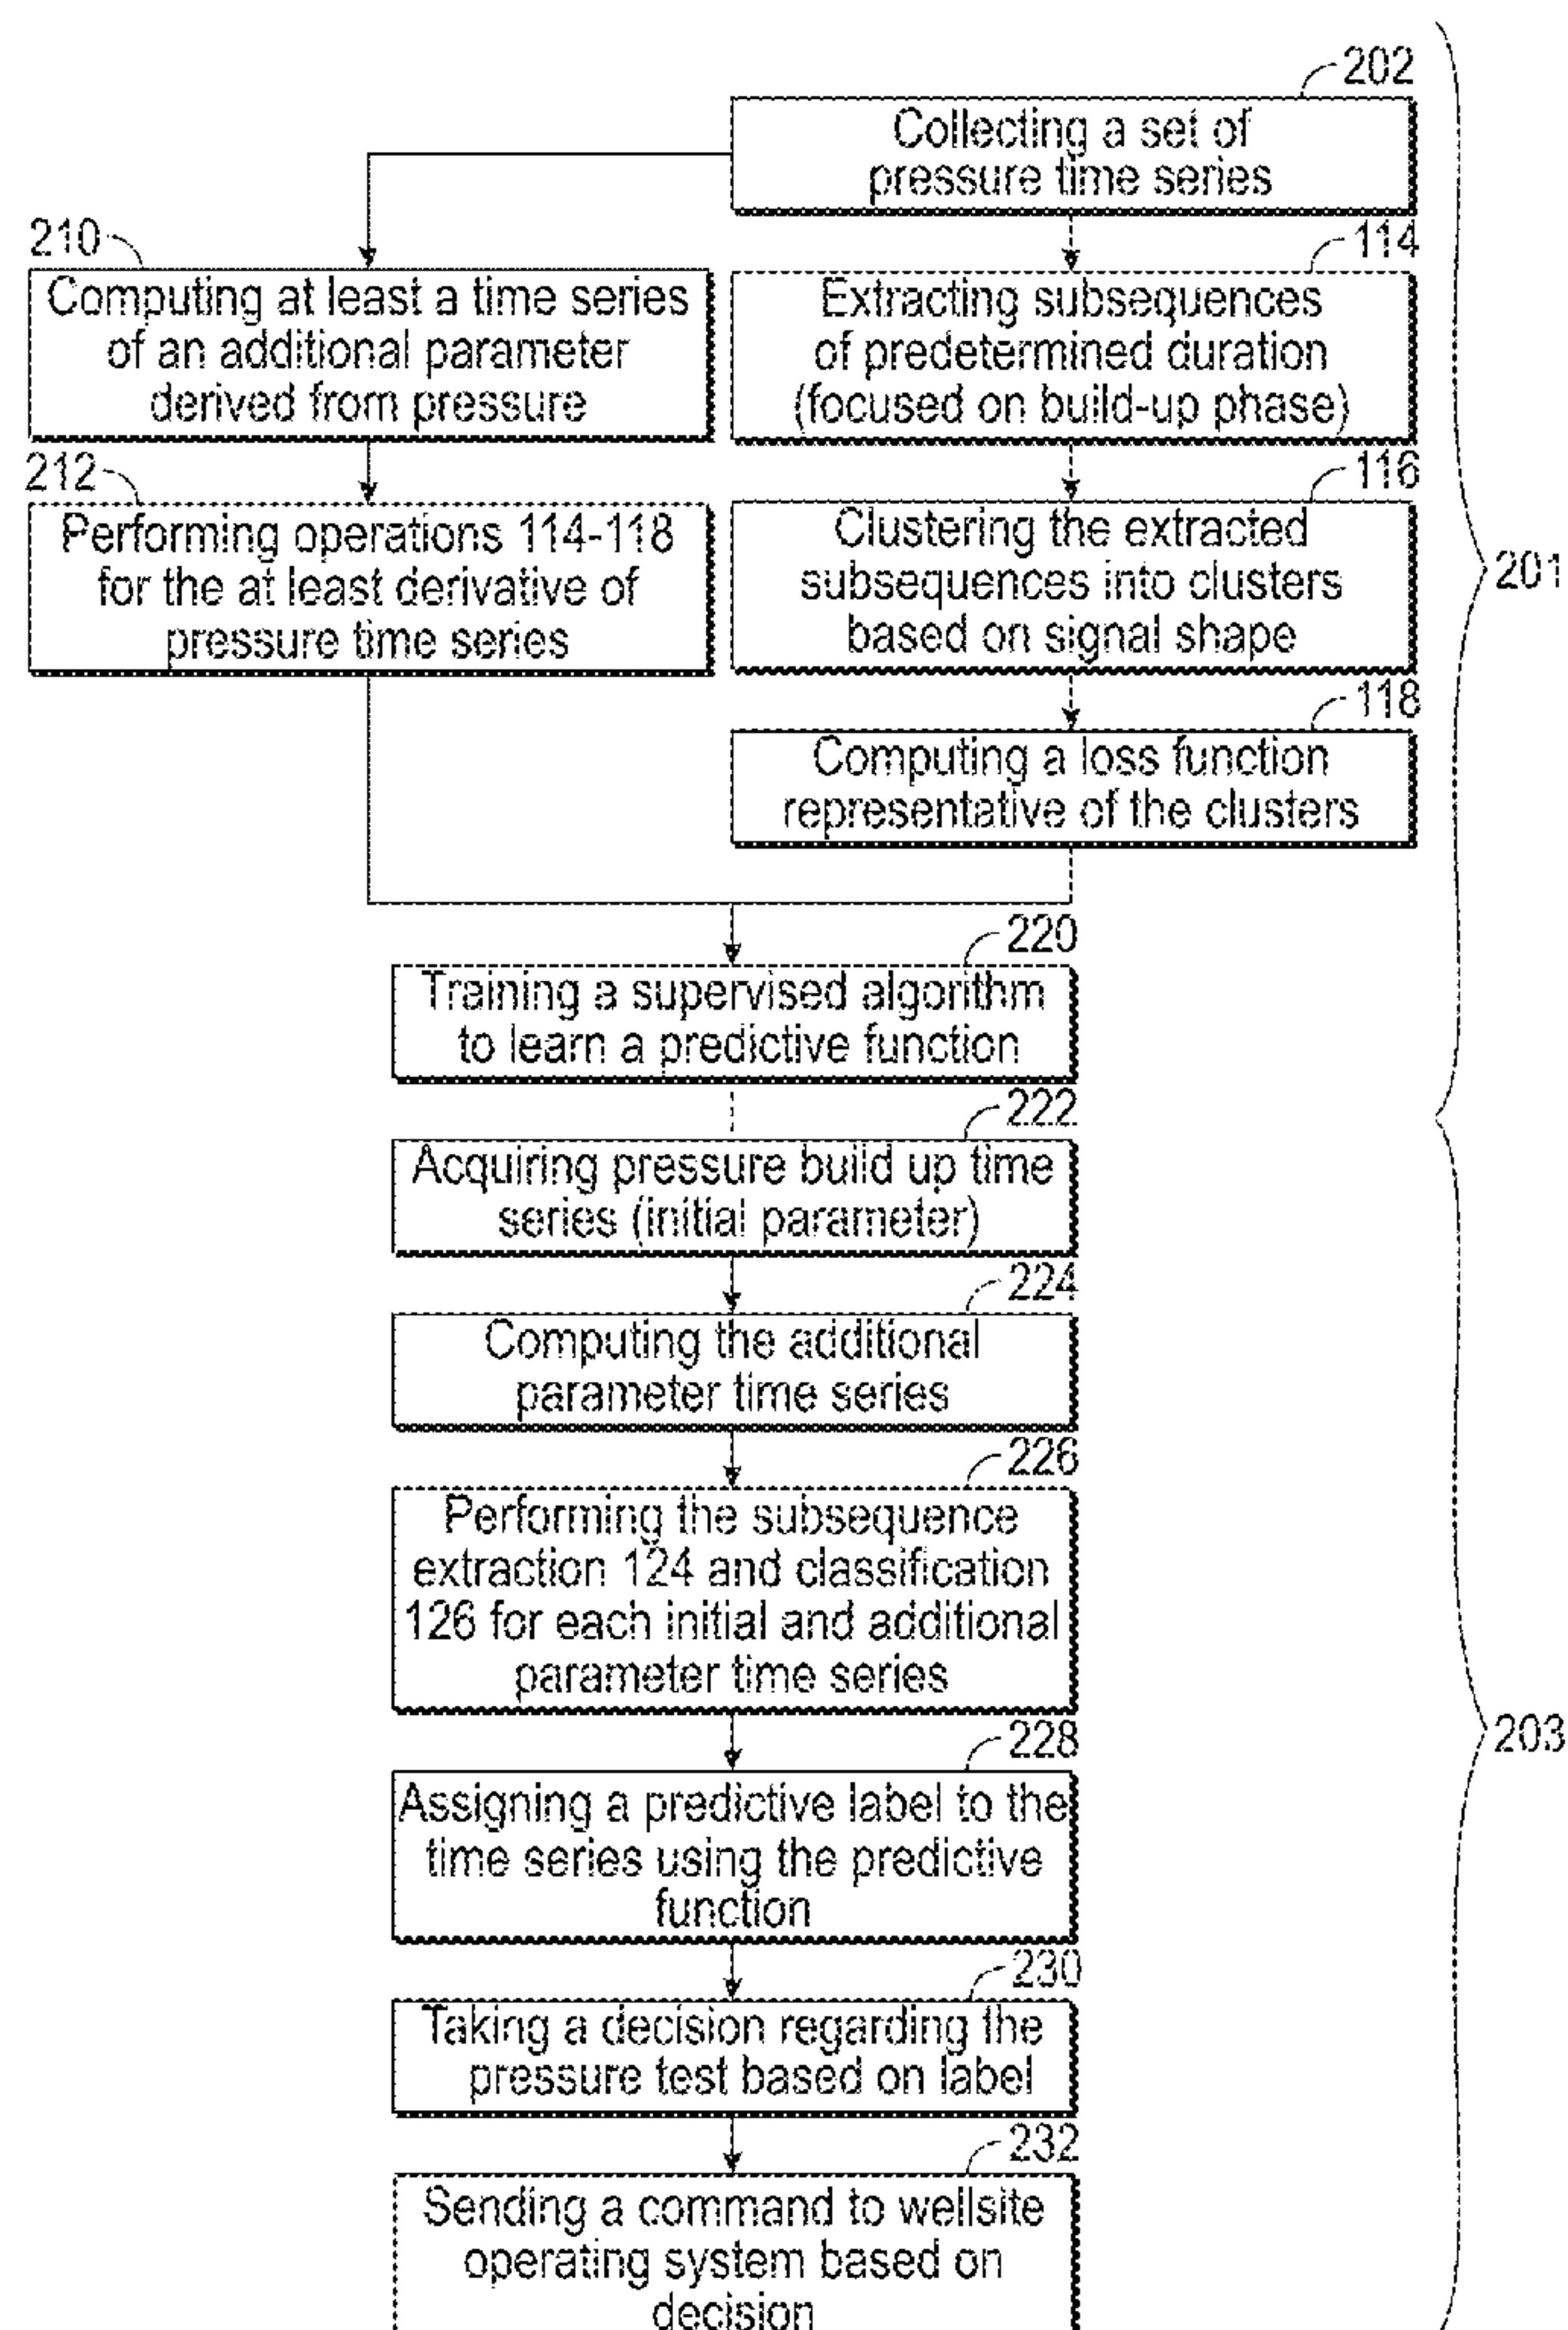 202
Collecting a set of
pressure time series
210
Computing at least a time series
of an additional parameter
derived from pressure
114
Extracting subsequences
of predetermined duration
(focused on build-up phase)
212
Performing operations 114-118
for the at least derivative of
pressure time series
116
Clustering the extracted
subsequences into clusters
based on signal shape
201
118
Computing a loss function
representative of the clusters
220
Training a supervised algorithm
to learn a predictive function
222
Acquiring pressure build up time
series (initial parameter)
224
Computing the additional
parameter time series
226
Performing the subsequence
extraction 124 and classification
126 for each initial and additional
parameter time series
203
228
Assigning a predictive label to the
time series using the predictive
function
230
Taking a decision regarding the
pressure test based on label
232
Sending a command to wellsite
operating system based on
decision